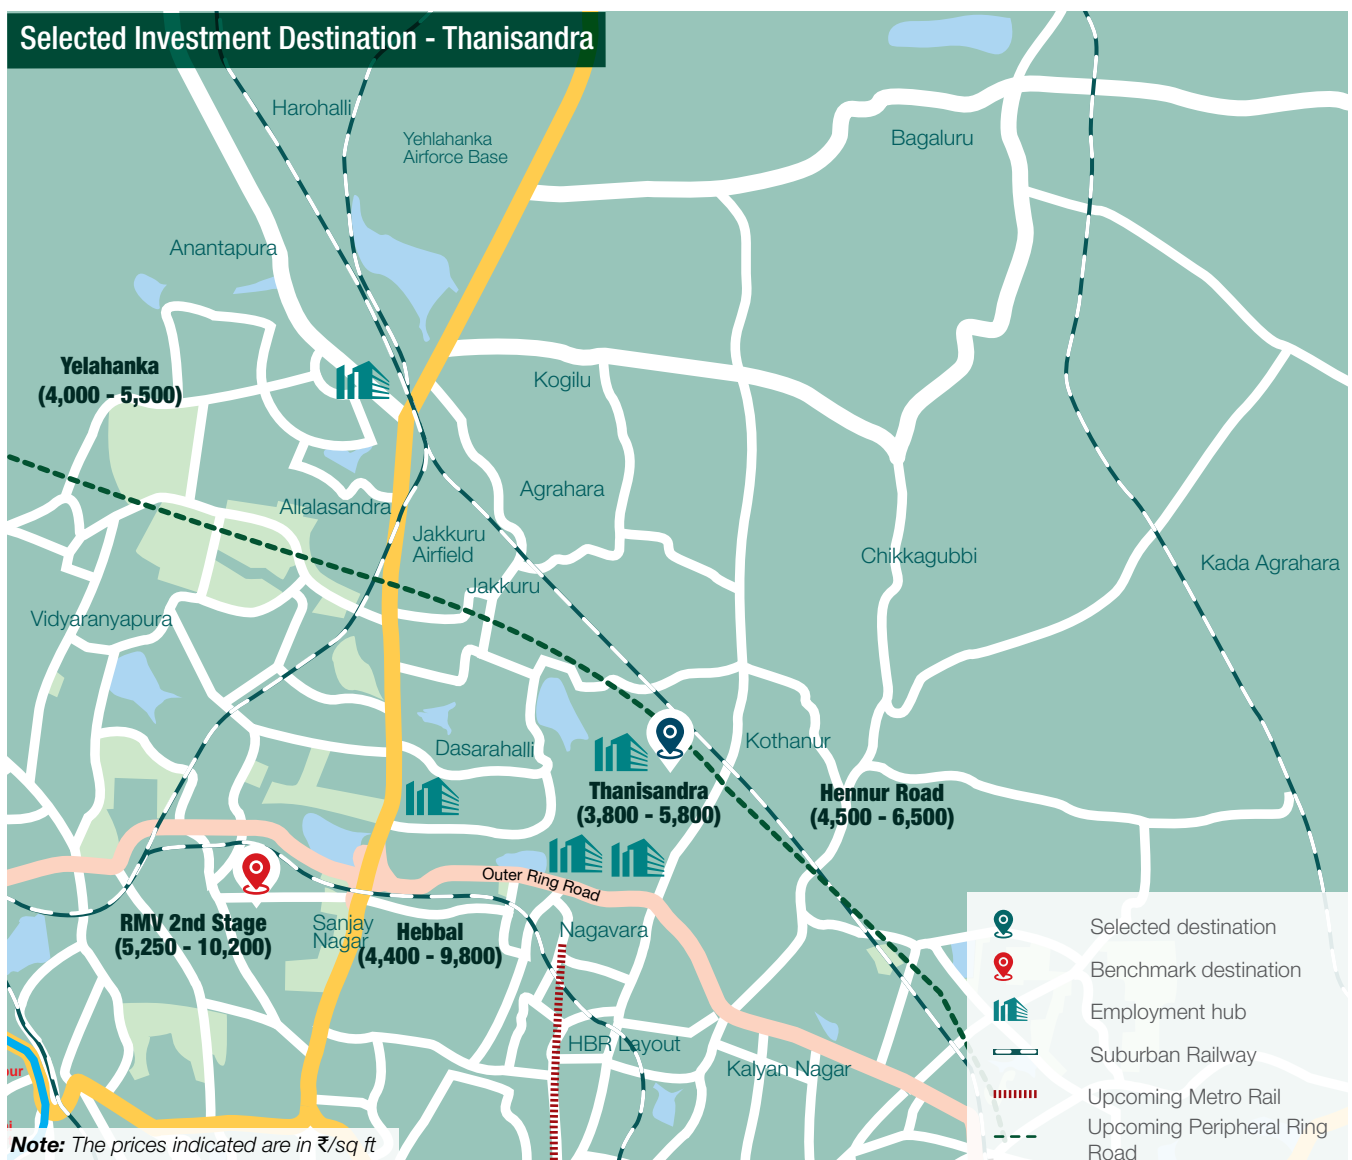 Selected Investment Destination - Thanisandra
Harohalli
Yehlahanka
Airforce Base
Bagaluru
Anantapura
Yelahanka
(4,000 - 5,500)
Kogilu
Agrahara
Allalasandra
Jakkuru
Airfield
Chikkagubbi
Kada Agrahara
Jakkuru
Vidyaranyapura
Dasarahalli
Kothanur
Thanisandra
(3,800 - 5,800)
Hennur Road
(4,500 - 6,500)
Outer Ring Road
RMV 2nd Stage
(5,250 - 10,200)
Sanjay
Nagar
Hebbal
(4,400 - 9,800)
Nagavara
HBR Layout
Kalyan Nagar
Selected destination
Benchmark destination
Employment hub
Suburban Railway
Upcoming Metro Rail
Upcoming Peripheral Ring
Road
Note: The prices indicated are in ₹/sq ft